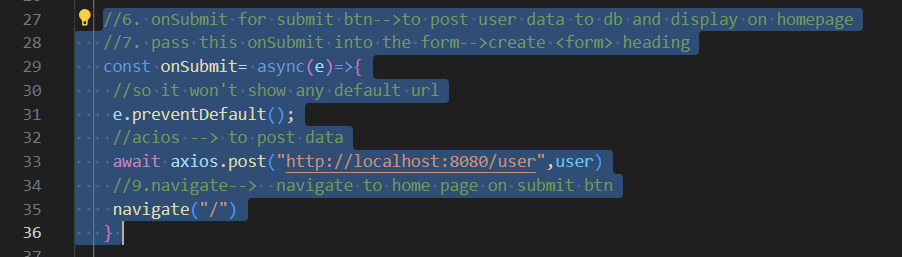 27 //6. onSubmit for submit btn-->to post user data to db and display on homepage
28 //7. pass this onSubmit into the form-->create <form> heading
29 const onSubmit= async(e)=>{
30 //so it won't show any default url
31 e.preventDefault();
32 //acios --> to post data
33 await axios.post("http://localhost:8080/user",user)
34 //9.navigate--> navigate to home page on submit btn
35 navigate("/")
36 }